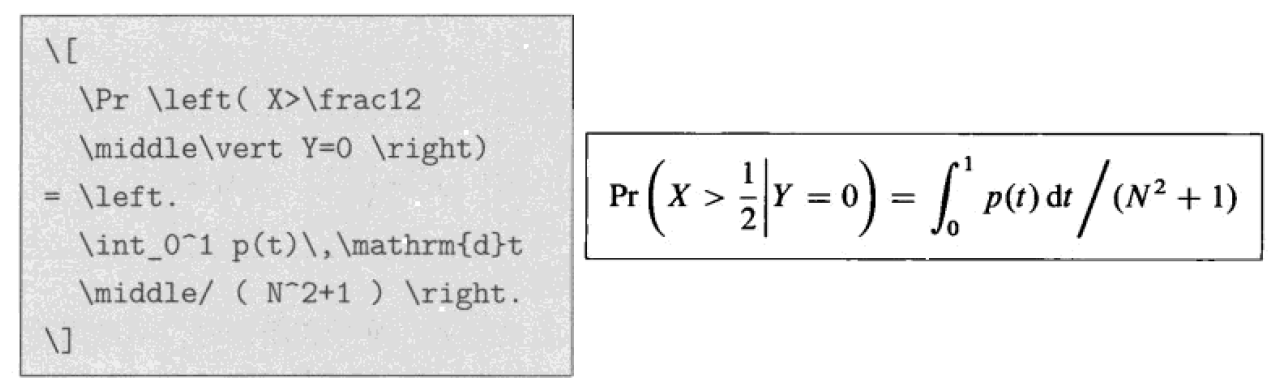 \[
\Pr \left( X>\frac12
\middle\vert Y=0 \right)
= \left.
\int_0^1 p(t)\,\mathrm{d}t
\middle/ ( N^2+1 ) \right.
\]
Pr(X > 1/2 | Y = 0) = ∫₀¹ p(t) dt / (N² + 1)